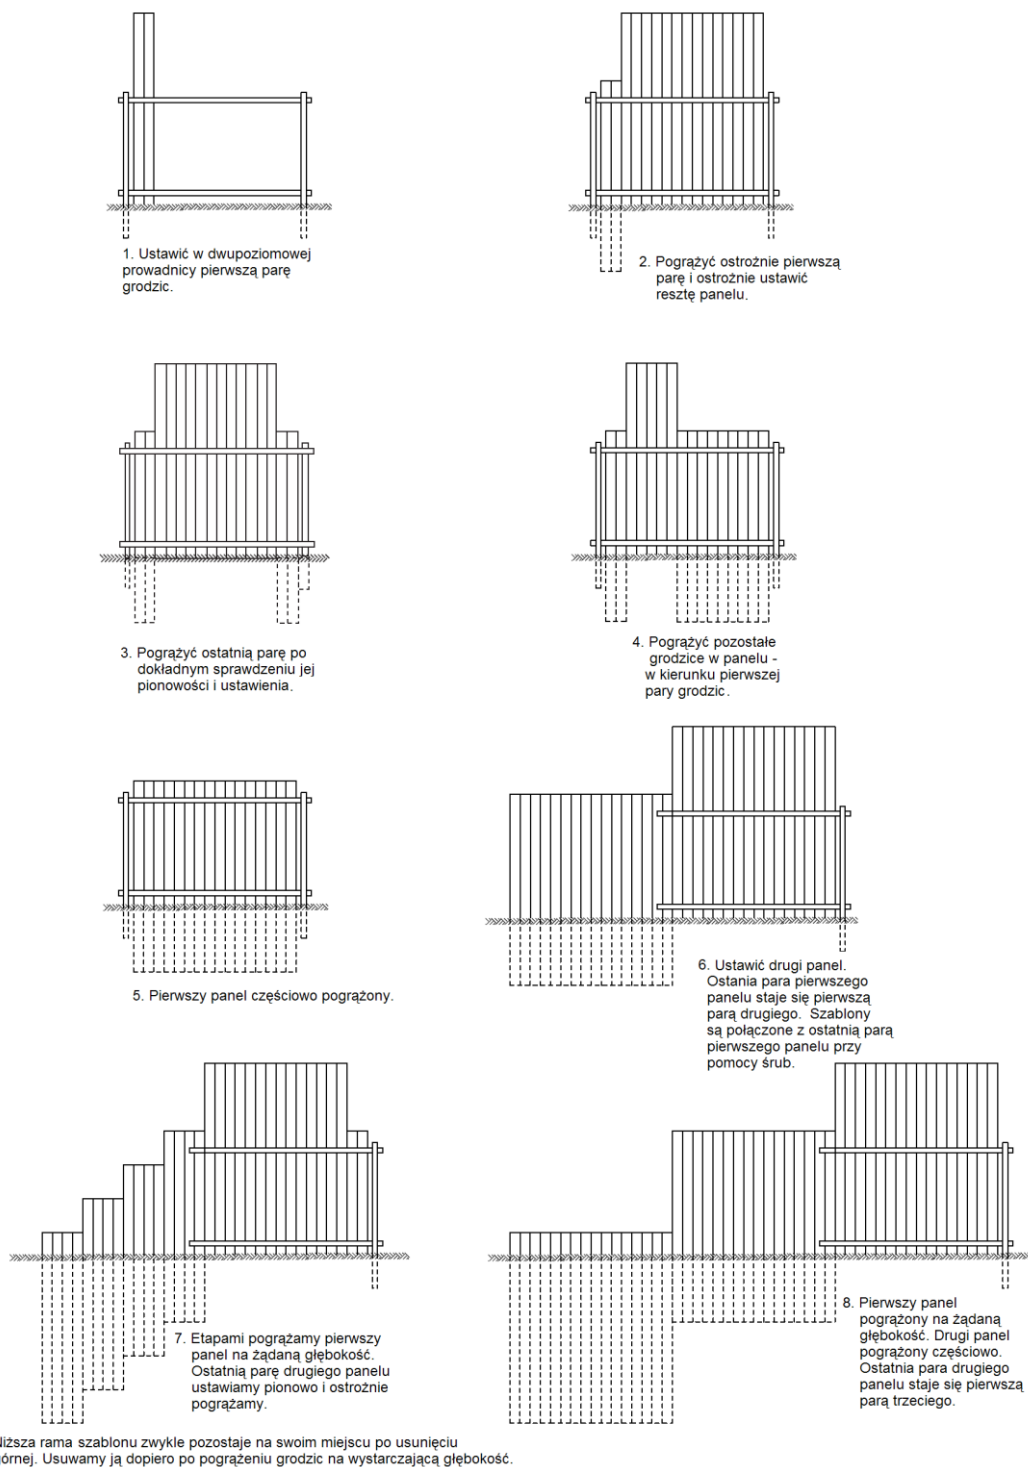 1. Ustawić w dwupoziomowej
prowadnicy pierwszą parę
grodzic.
2. Pogrążyć ostrożnie pierwszą
parę i ostrożnie ustawić
resztę panelu.
3. Pogrążyć ostatnią parę po
dokładnym sprawdzeniu jej
pionowości i ustawienia.
4. Pogrążyć pozostałe
grodzice w panelu -
w kierunku pierwszej
pary grodzic.
5. Pierwszy panel częściowo pogrążony.
6. Ustawić drugi panel.
Ostania para pierwszego
panelu staje się pierwszą
parą drugiego. Szablony
są połączone z ostatnią parą
pierwszego panelu przy
pomocy śrub.
7. Etapami pogrążamy pierwszy
panel na żądaną głębokość.
Ostatnią parę drugiego panelu
ustawiamy pionowo i ostrożnie
pogrążamy.
8. Pierwszy panel
pogrążony na żądaną
głębokość. Drugi panel
pogrążony częściowo.
Ostatnia para drugiego
panelu staje się pierwszą
parą trzeciego.
Niższa rama szablonu zwykle pozostaje na swoim miejscu po usunięciu
górnej. Usuwamy ją dopiero po pogrążeniu grodzic na wystarczającą głębokość.